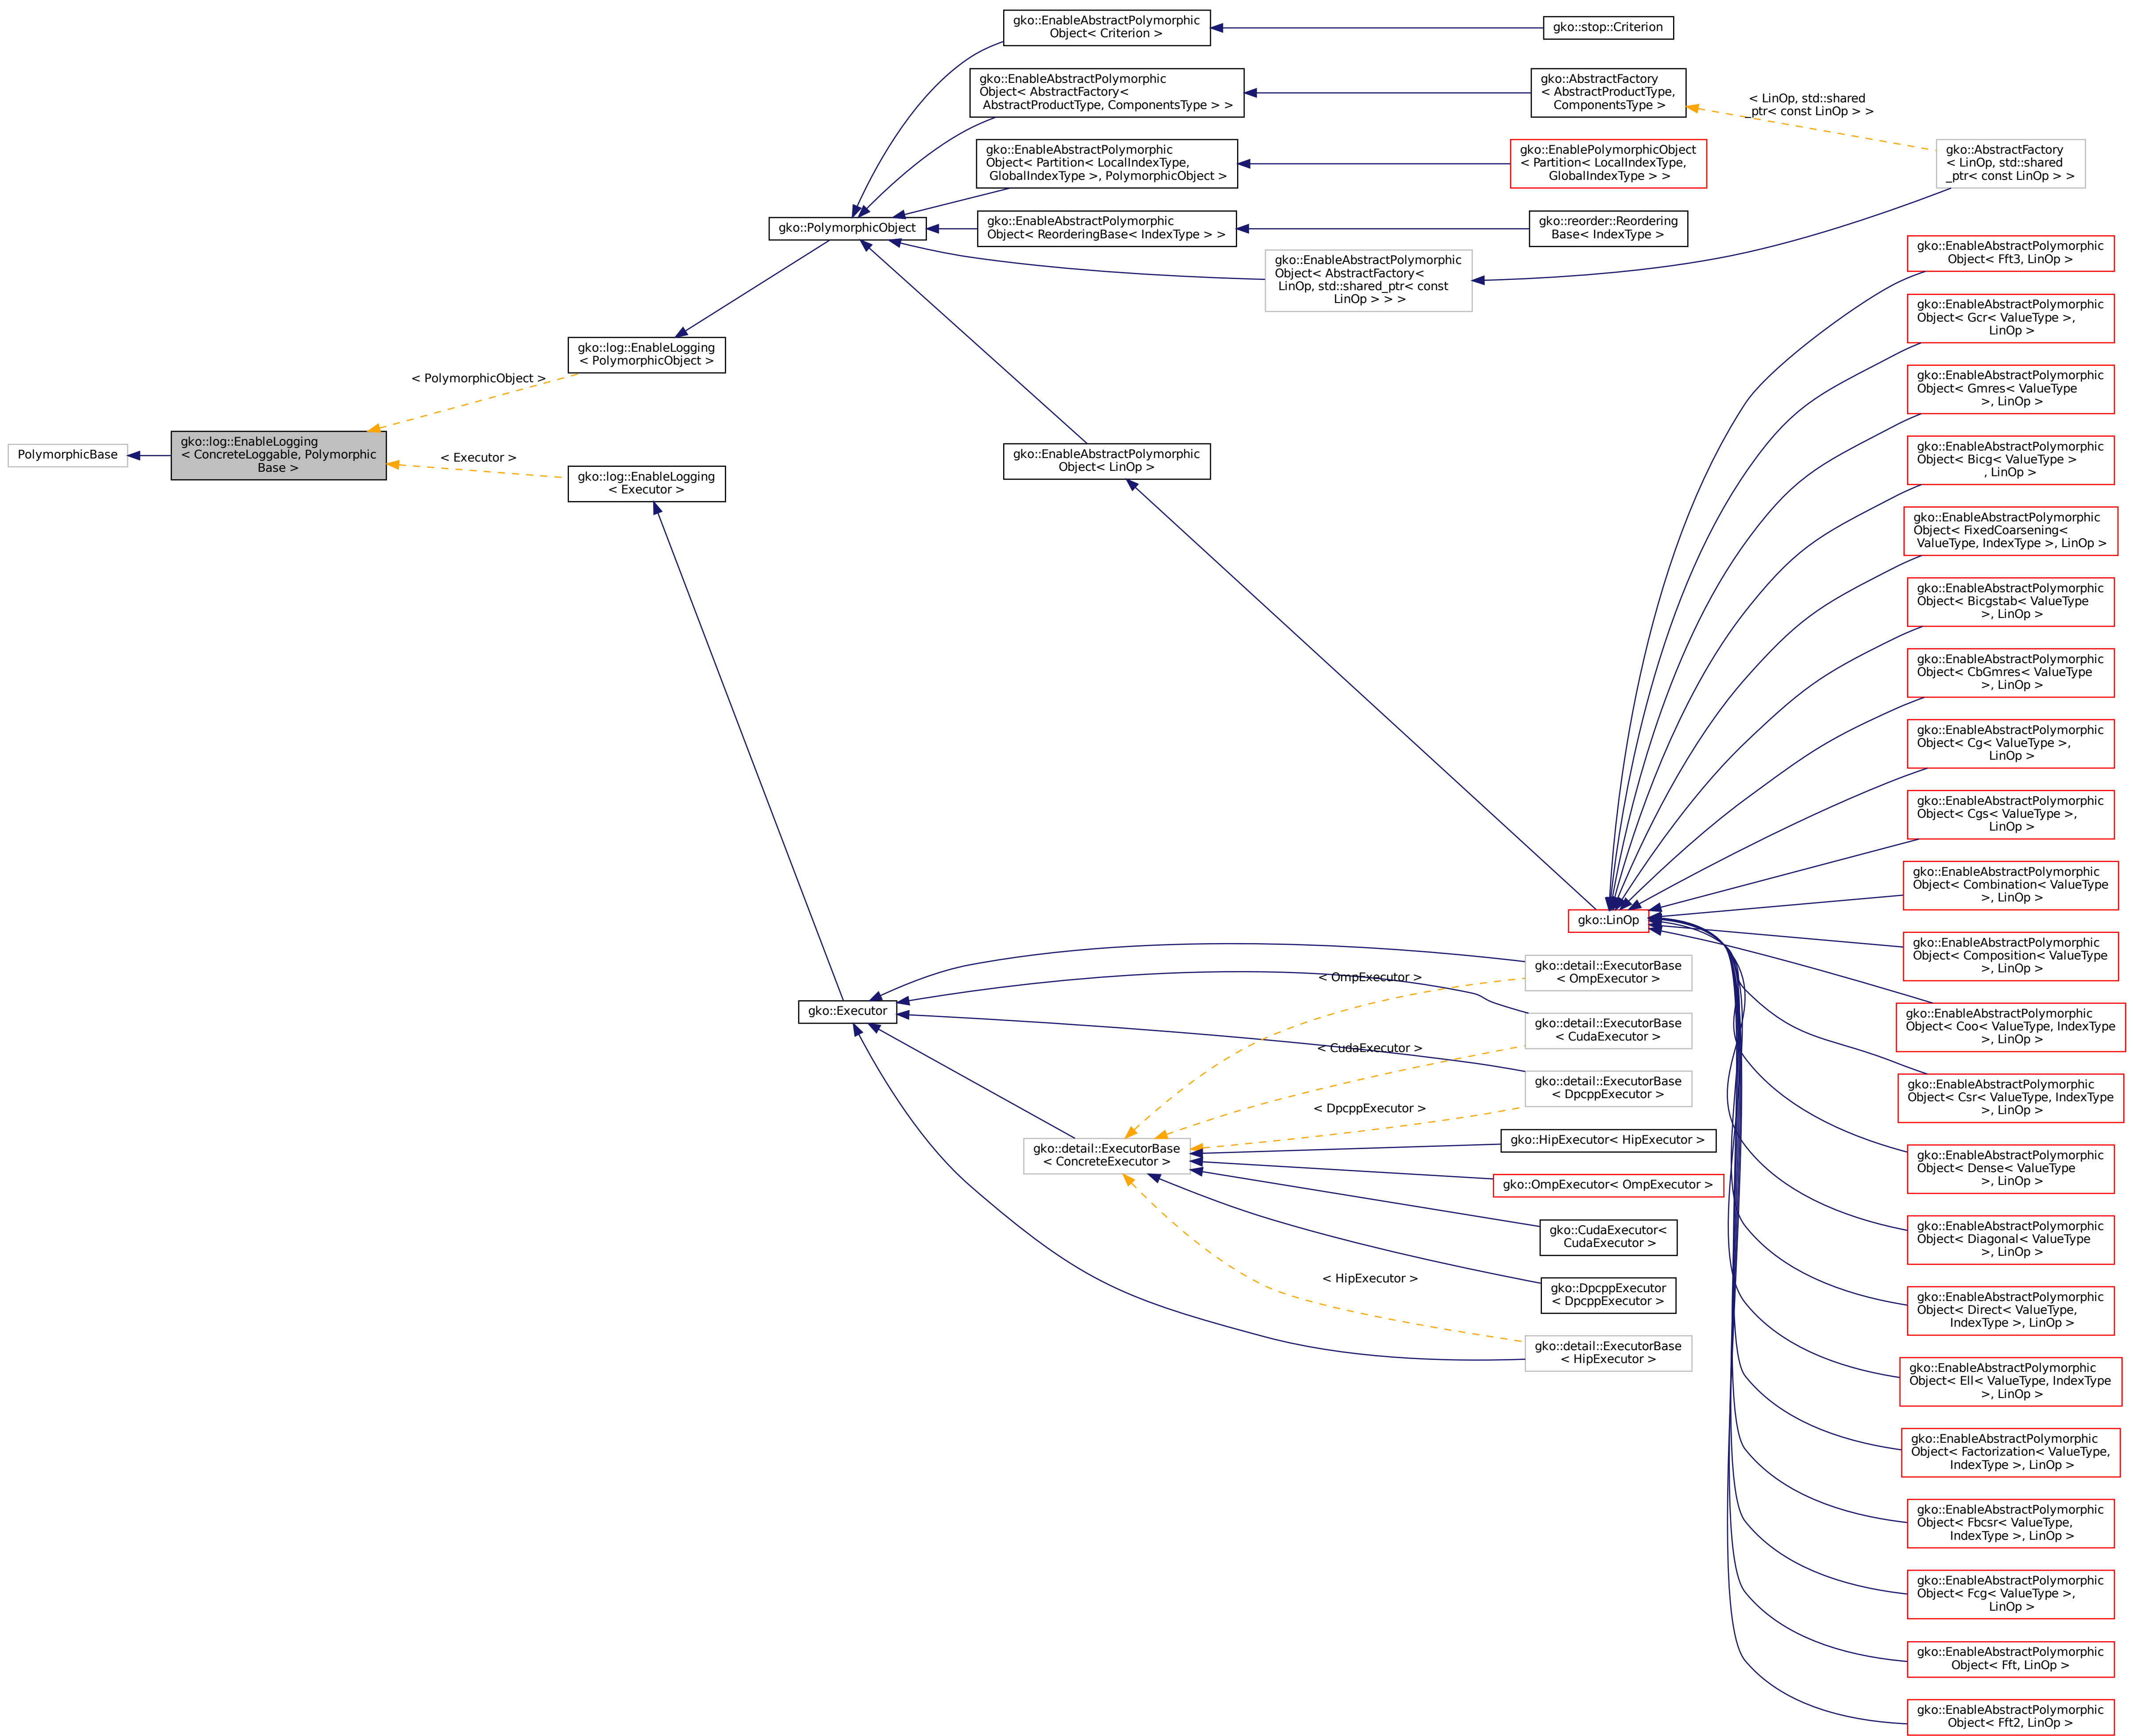 PolymorphicBase
gko::log::EnableLogging
< ConcreteLoggable, Polymorphic
Base >
< PolymorphicObject >
< Executor >
gko::log::EnableLogging
< PolymorphicObject >
gko::log::EnableLogging
< Executor >
gko::PolymorphicObject
gko::Executor
gko::EnableAbstractPolymorphic
Object< Criterion >
gko::EnableAbstractPolymorphic
Object< AbstractFactory<
AbstractProductType, ComponentsType > >
gko::EnableAbstractPolymorphic
Object< Partition< LocalIndexType,
GlobalIndexType >, PolymorphicObject >
gko::EnableAbstractPolymorphic
Object< ReorderingBase< IndexType > >
gko::EnableAbstractPolymorphic
Object< AbstractFactory<
LinOp, std::shared_ptr< const
LinOp > > >
gko::EnableAbstractPolymorphic
Object< LinOp >
gko::stop::Criterion
gko::AbstractFactory
< AbstractProductType,
ComponentsType >
gko::EnablePolymorphicObject
< Partition< LocalIndexType,
GlobalIndexType > >
gko::reorder::Reordering
Base< IndexType >
< LinOp, std::shared
_ptr< const LinOp > >
gko::AbstractFactory
< LinOp, std::shared
_ptr< const LinOp > >
gko::LinOp
gko::detail::ExecutorBase
< ConcreteExecutor >
< OmpExecutor >
< CudaExecutor >
< DpcppExecutor >
< HipExecutor >
gko::detail::ExecutorBase
< OmpExecutor >
gko::detail::ExecutorBase
< CudaExecutor >
gko::detail::ExecutorBase
< DpcppExecutor >
gko::HipExecutor< HipExecutor >
gko::OmpExecutor< OmpExecutor >
gko::CudaExecutor<
CudaExecutor >
gko::DpcppExecutor
< DpcppExecutor >
gko::detail::ExecutorBase
< HipExecutor >
gko::EnableAbstractPolymorphic
Object< Fft3, LinOp >
gko::EnableAbstractPolymorphic
Object< Gcr< ValueType >,
LinOp >
gko::EnableAbstractPolymorphic
Object< Gmres< ValueType
>, LinOp >
gko::EnableAbstractPolymorphic
Object< Bicg< ValueType >
, LinOp >
gko::EnableAbstractPolymorphic
Object< FixedCoarsening<
ValueType, IndexType >, LinOp >
gko::EnableAbstractPolymorphic
Object< Bicgstab< ValueType
>, LinOp >
gko::EnableAbstractPolymorphic
Object< CbGmres< ValueType
>, LinOp >
gko::EnableAbstractPolymorphic
Object< Cg< ValueType >,
LinOp >
gko::EnableAbstractPolymorphic
Object< Cgs< ValueType >,
LinOp >
gko::EnableAbstractPolymorphic
Object< Combination< ValueType
>, LinOp >
gko::EnableAbstractPolymorphic
Object< Composition< ValueType
>, LinOp >
gko::EnableAbstractPolymorphic
Object< Coo< ValueType, IndexType
>, LinOp >
gko::EnableAbstractPolymorphic
Object< Csr< ValueType, IndexType
>, LinOp >
gko::EnableAbstractPolymorphic
Object< Dense< ValueType
>, LinOp >
gko::EnableAbstractPolymorphic
Object< Diagonal< ValueType
>, LinOp >
gko::EnableAbstractPolymorphic
Object< Direct< ValueType,
IndexType >, LinOp >
gko::EnableAbstractPolymorphic
Object< Ell< ValueType, IndexType
>, LinOp >
gko::EnableAbstractPolymorphic
Object< Factorization< ValueType,
IndexType >, LinOp >
gko::EnableAbstractPolymorphic
Object< Fbcsr< ValueType,
IndexType >, LinOp >
gko::EnableAbstractPolymorphic
Object< Fcg< ValueType >,
LinOp >
gko::EnableAbstractPolymorphic
Object< Fft, LinOp >
gko::EnableAbstractPolymorphic
Object< Fft2, LinOp >